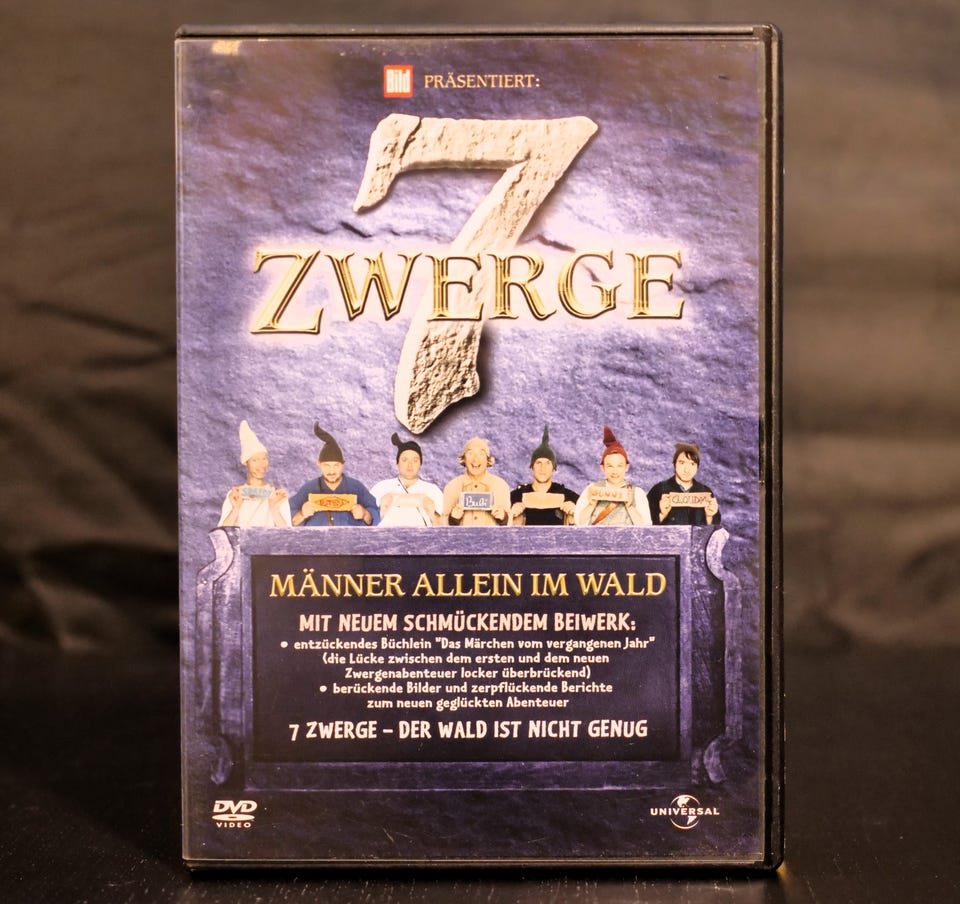 Bild PRÄSENTIERT:
7
ZWERGE
Bubi
CLOUDY
MÄNNER ALLEIN IM WALD
MIT NEUEM SCHMÜCKENDEM BEIWERK:
• entzückendes Büchlein "Das Märchen vom vergangenen Jahr"
(die Lücke zwischen dem ersten und dem neuen
Zwergenabenteuer locker überbrückend)
• berückende Bilder und zerpflückende Berichte
zum neuen geglückten Abenteuer
7 ZWERGE – DER WALD IST NICHT GENUG
DVD
VIDEO
UNIVERSAL